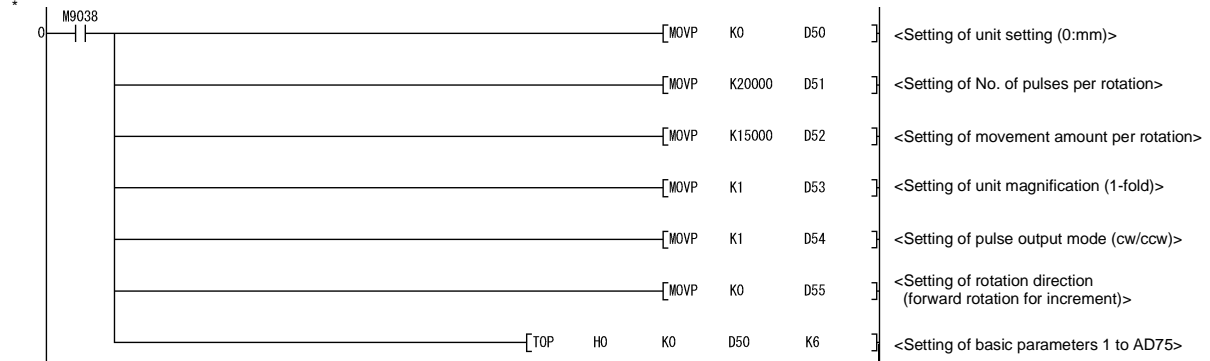 *
M9038
0
MOVP K0 D50 <Setting of unit setting (0:mm)>
MOVP K20000 D51 <Setting of No. of pulses per rotation>
MOVP K15000 D52 <Setting of movement amount per rotation>
MOVP K1 D53 <Setting of unit magnification (1-fold)>
MOVP K1 D54 <Setting of pulse output mode (cw/ccw)>
MOVP K0 D55 <Setting of rotation direction
(forward rotation for increment)>
TOP H0 K0 D50 K6 <Setting of basic parameters 1 to AD75>